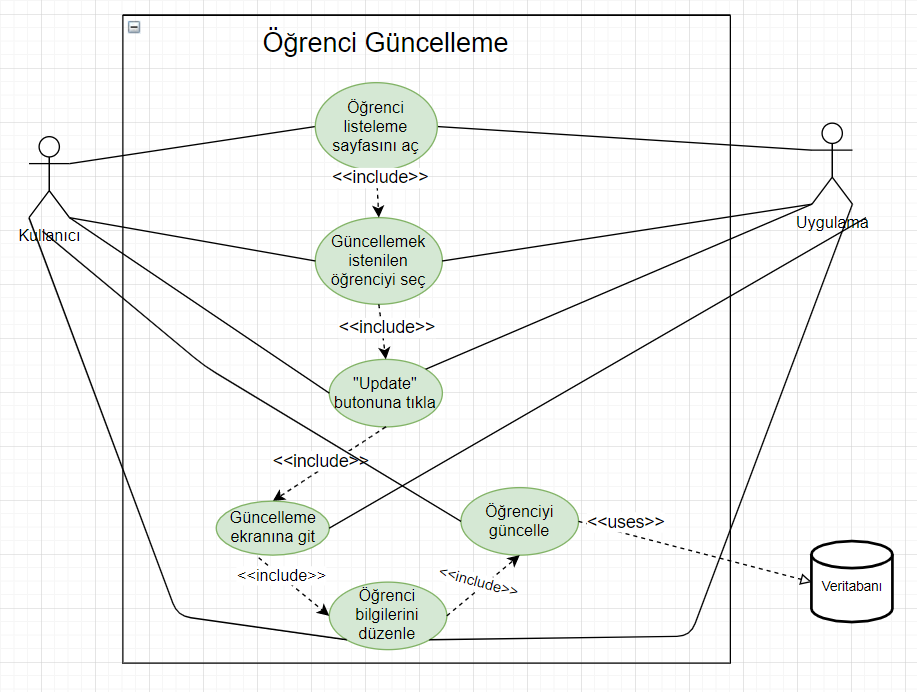 Öğrenci Güncelleme
Öğrenci
listeleme
sayfasını aç
<<include>>
Kullanıcı
Uygulama
Güncellemek
istenilen
öğrenciyi seç
<<include>>
"Update"
butonuna tıkla
<<include>>
Güncelleme
ekranına git
Öğrenciyi
güncelle
<<uses>>
<<include>>
<<include>>
Veritabanı
Öğrenci
bilgilerini
düzenle